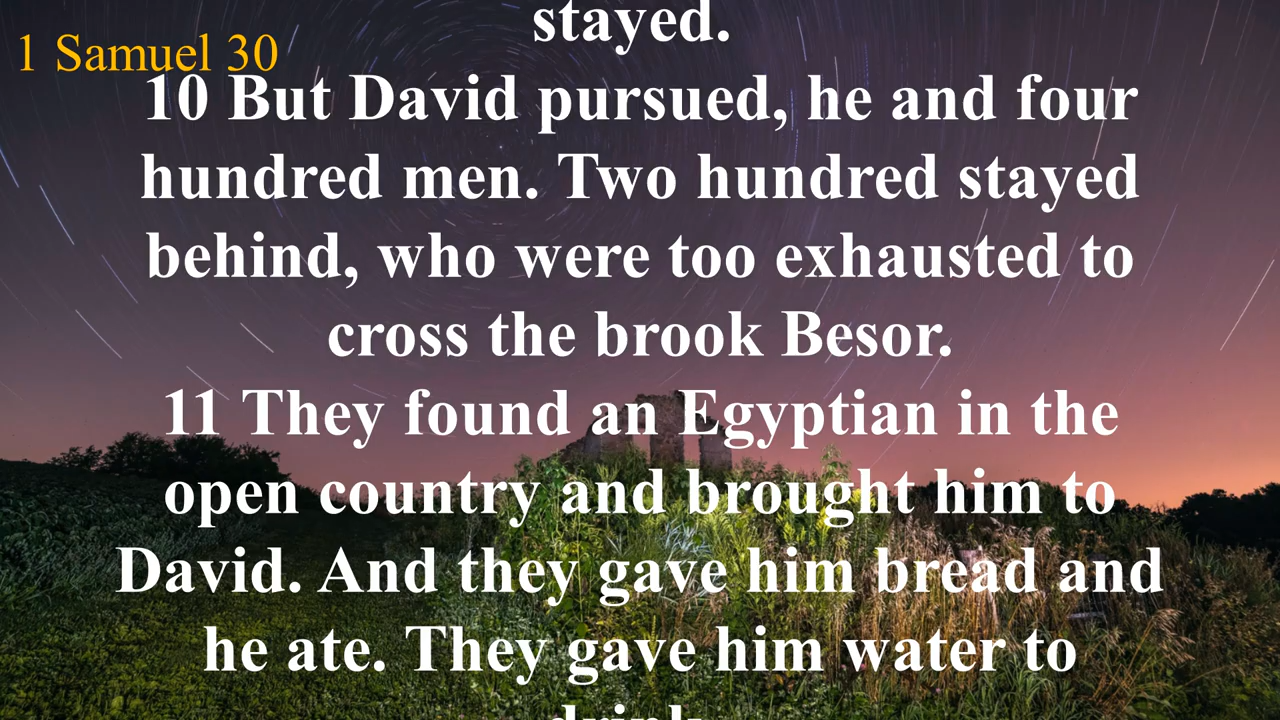 stayed.
1 Samuel 30
10 But David pursued, he and four
hundred men. Two hundred stayed
behind, who were too exhausted to
cross the brook Besor.
11 They found an Egyptian in the
open country and brought him to
David. And they gave him bread and
he ate. They gave him water to
drink,